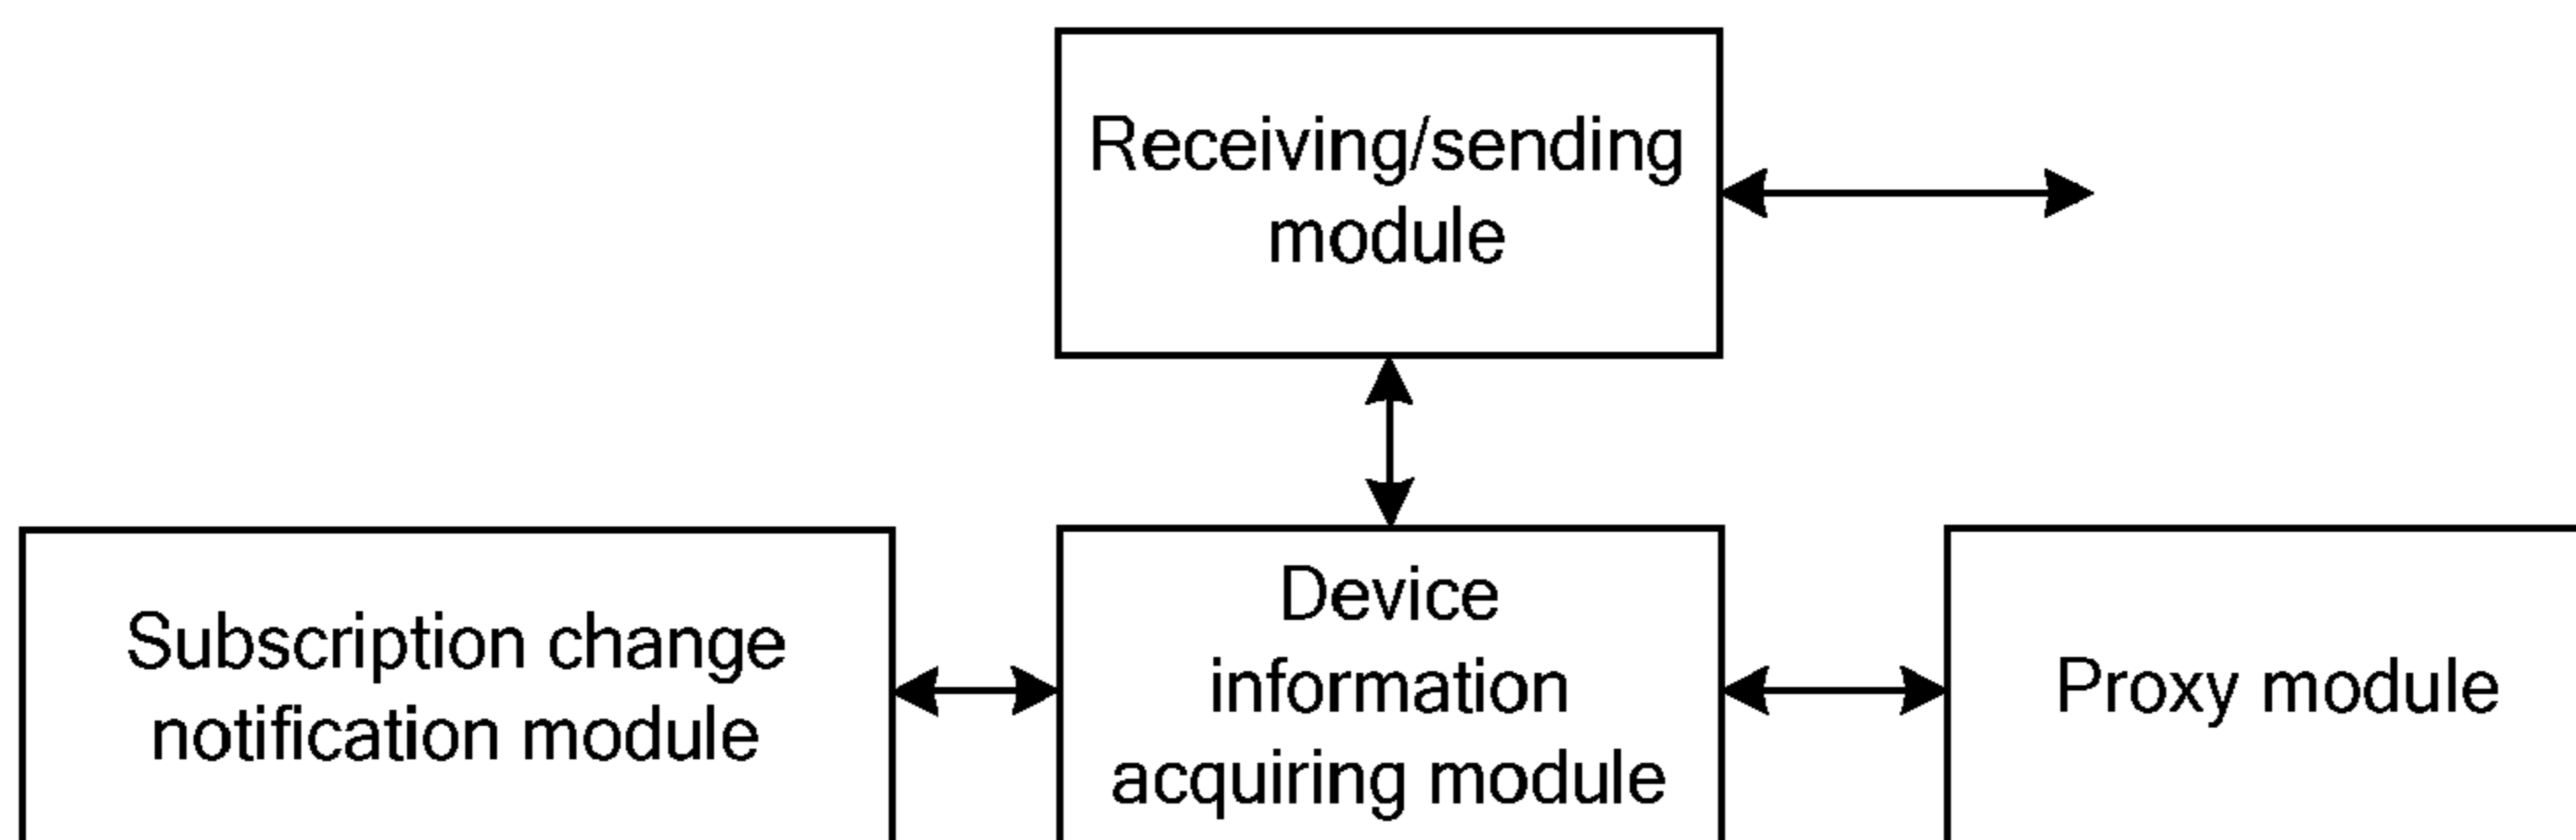 Receiving/sending
module
Subscription change
notification module
Device
information
acquiring module
Proxy module